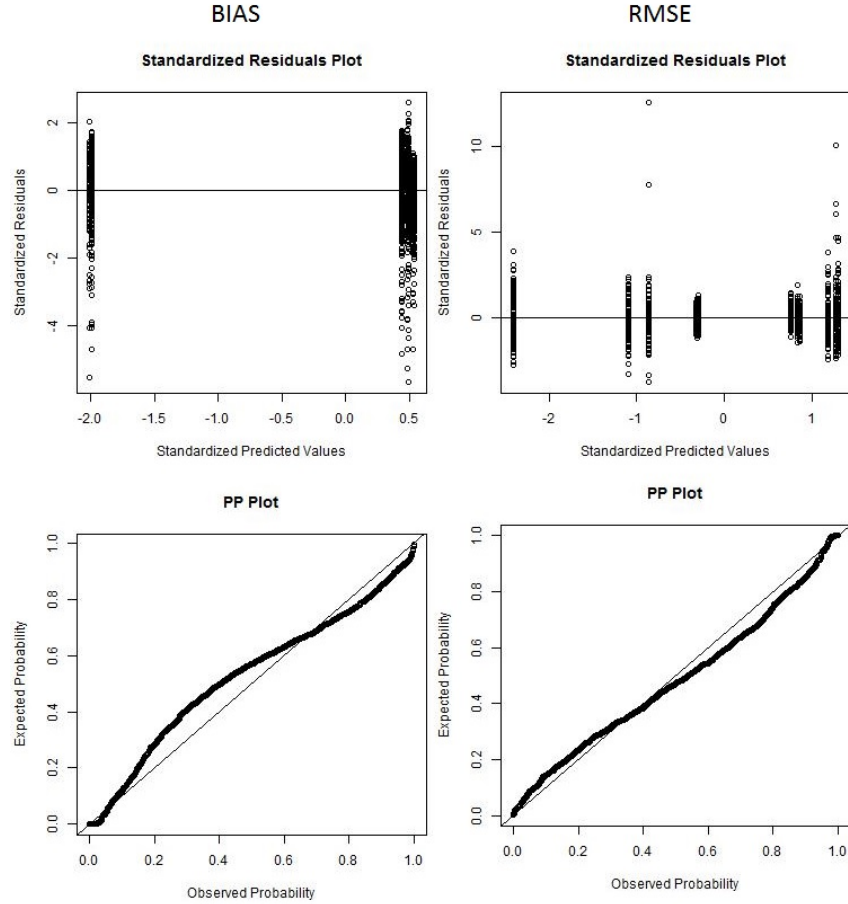 BIAS
RMSE
Standardized Residuals Plot
Standardized Residuals Plot
Standardized Residuals
2
0
-2
-4
-2.0 -1.5 -1.0 -0.5 0.0 0.5
Standardized Predicted Values
Standardized Residuals
10
5
0
-2 -1 0 1
Standardized Predicted Values
PP Plot
PP Plot
Expected Probability
1.0
0.8
0.6
0.4
0.2
0.0
0.0 0.2 0.4 0.6 0.8 1.0
Observed Probability
Expected Probability
1.0
0.8
0.6
0.4
0.2
0.0
0.0 0.2 0.4 0.6 0.8 1.0
Observed Probability